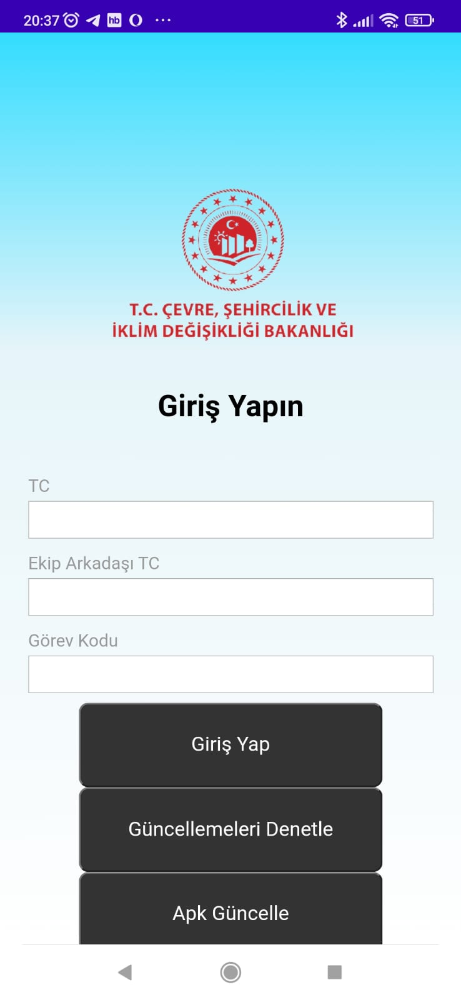 20:37 hb 51
T.C. ÇEVRE, ŞEHİRCİLİK VE
İKLİM DEĞİŞİKLİĞİ BAKANLIĞI
Giriş Yapın
TC
Ekip Arkadaşı TC
Görev Kodu
Giriş Yap
Güncellemeleri Denetle
Apk Güncelle